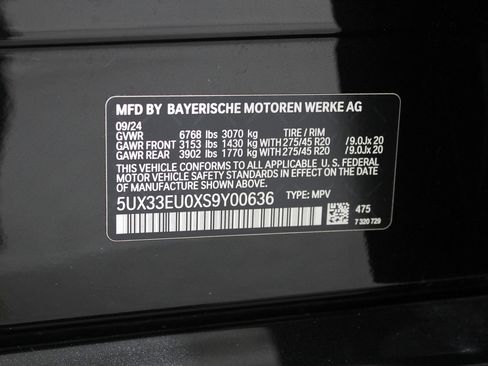 MFD BY BAYERISCHE MOTOREN WERKE AG
09/24
GVWR 6768 lbs 3070 kg TIRE / RIM
GAWR FRONT 3153 lbs 1430 kg WITH 275/45 R20 / 9.0Jx 20
GAWR REAR 3902 lbs 1770 kg WITH 275/45 R20 / 9.0Jx 20
THIS VEHICLE CONFORMS TO ALL APPLICABLE U.S. FEDERAL
MOTOR VEHICLE SAFETY STANDARDS IN EFFECT ON THE DATE
OF MANUFACTURE SHOWN ABOVE.
5UX33EU0XS9Y00636 TYPE: MPV
475
7 320 729